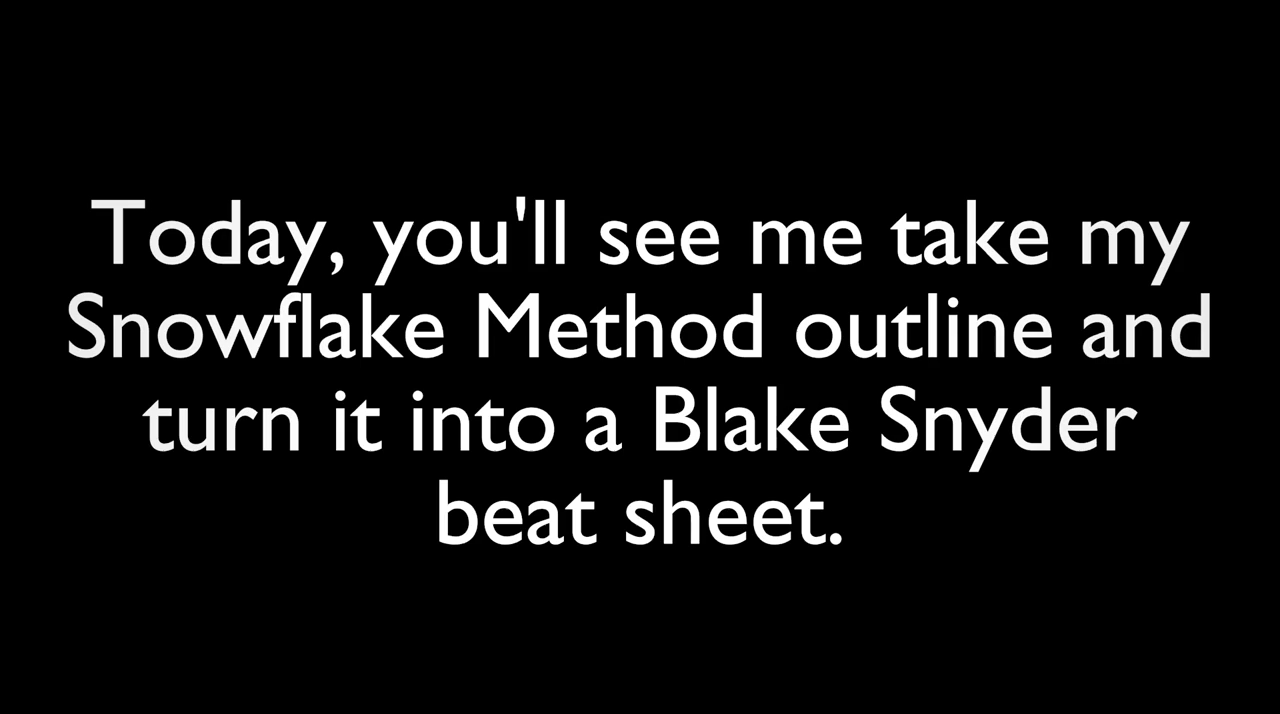 Today, you'll see me take my
Snowflake Method outline and
turn it into a Blake Snyder
beat sheet.